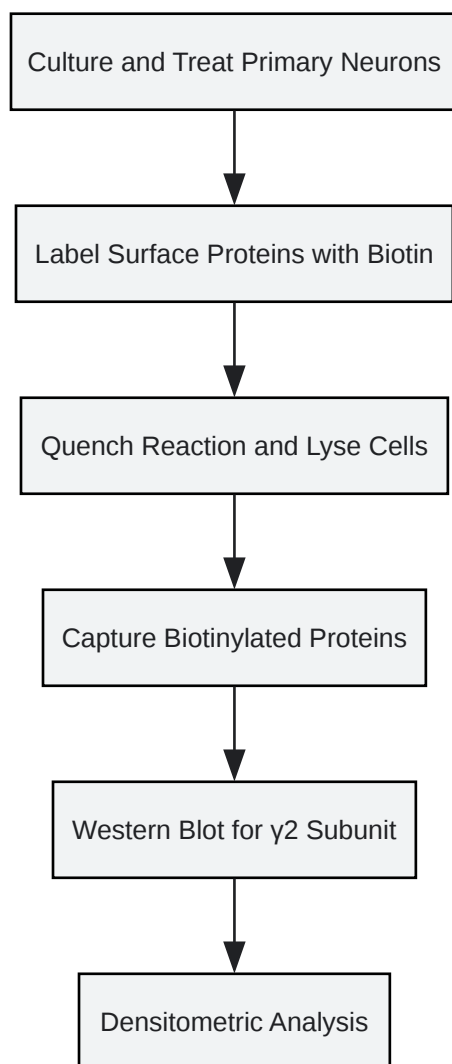 Culture and Treat Primary Neurons
Label Surface Proteins with Biotin
Quench Reaction and Lyse Cells
Capture Biotinylated Proteins
Western Blot for γ2 Subunit
Densitometric Analysis